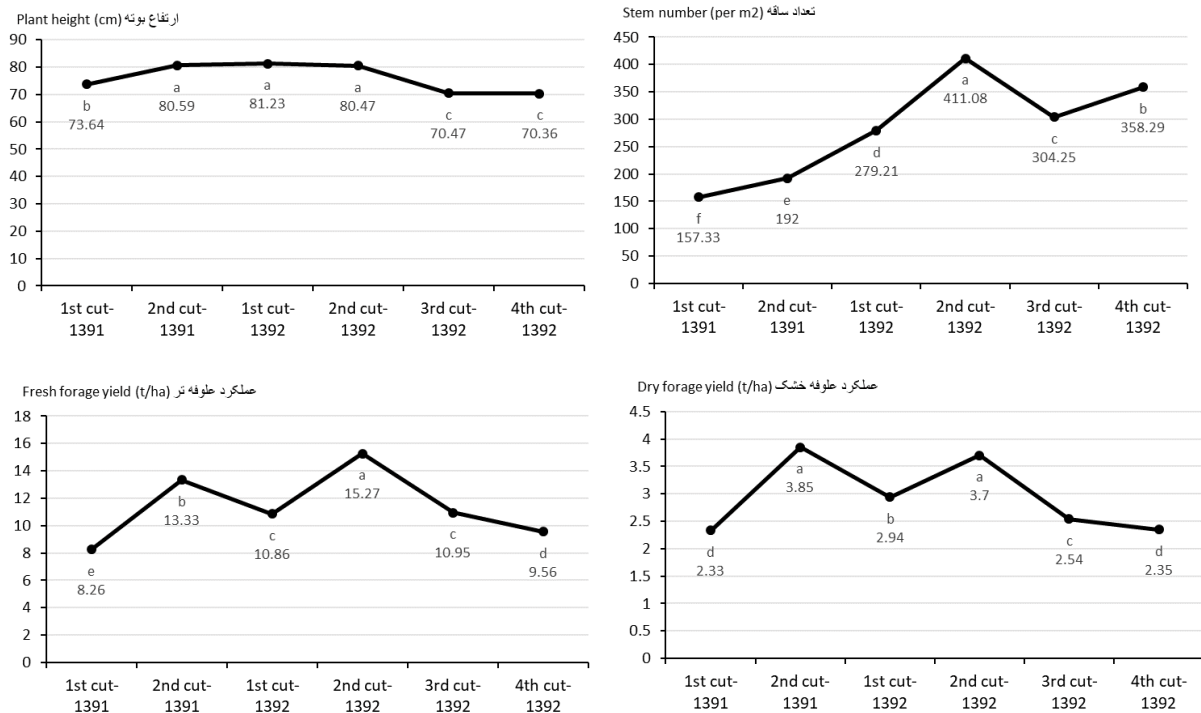 Plant height (cm) ارتفاع بوته
90
80
70
60
50
40
30
20
10
0
b
73.64
a
80.59
a
81.23
a
80.47
c
70.47
c
70.36
1st cut-
1391
2nd cut-
1391
1st cut-
1392
2nd cut-
1392
3rd cut-
1392
4th cut-
1392
Stem number (per m2) تعداد ساقه
450
400
350
300
250
200
150
100
50
0
f
157.33
e
192
d
279.21
a
411.08
c
304.25
b
358.29
1st cut-
1391
2nd cut-
1391
1st cut-
1392
2nd cut-
1392
3rd cut-
1392
4th cut-
1392
Fresh forage yield (t/ha) عملکرد علوفه تر
18
16
14
12
10
8
6
4
2
0
e
8.26
b
13.33
c
10.86
a
15.27
c
10.95
d
9.56
1st cut-
1391
2nd cut-
1391
1st cut-
1392
2nd cut-
1392
3rd cut-
1392
4th cut-
1392
Dry forage yield (t/ha) عملکرد علوفه خشک
4.5
4
3.5
3
2.5
2
1.5
1
0.5
0
d
2.33
a
3.85
b
2.94
a
3.7
c
2.54
d
2.35
1st cut-
1391
2nd cut-
1391
1st cut-
1392
2nd cut-
1392
3rd cut-
1392
4th cut-
1392